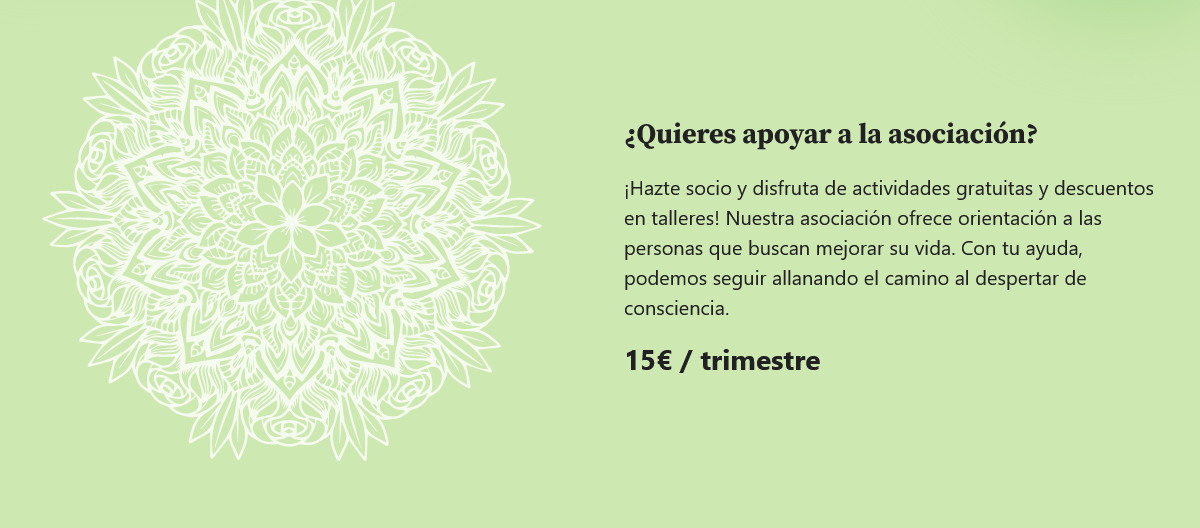 ¿Quieres apoyar a la asociación?
¡Hazte socio y disfruta de actividades gratuitas y descuentos
en talleres! Nuestra asociación ofrece orientación a las
personas que buscan mejorar su vida. Con tu ayuda,
podemos seguir allanando el camino al despertar de
consciencia.
15€ / trimestre